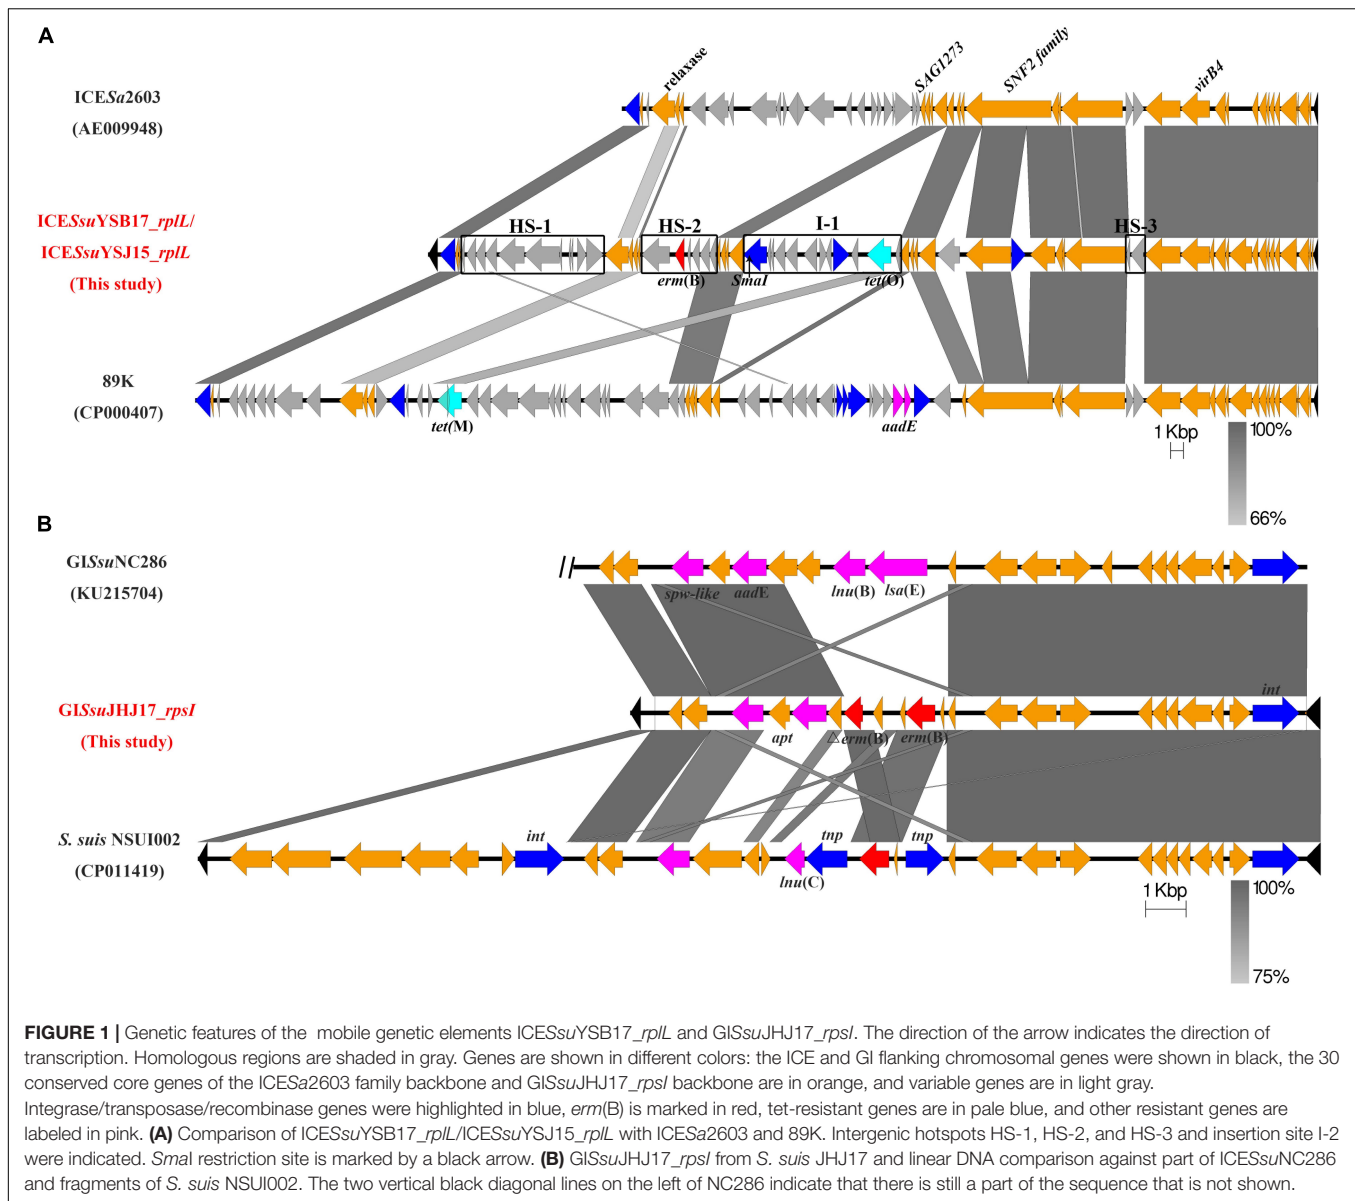 A
relaxase
SAG1273
SNF2 family
virB4
ICESa2603
(AE009948)
ICESsuYSB17_rplL/
ICESsuYSJ15_rplL
(This study)
HS-1
HS-2
I-1
HS-3
erm(B)
SmaI
tet(O)
89K
(CP000407)
tet(M)
aadE
1 Kbp
100%
66%
B
GISsuNC286
(KU215704)
spw-like
aadE
lnu(B)
lsa(E)
int
GISsuJHJ17_rpsI
(This study)
apt
△erm(B)
erm(B)
S. suis NSUI002
(CP011419)
int
tnp
tnp
lnu(C)
1 Kbp
100%
75%
FIGURE 1 | Genetic features of the mobile genetic elements ICESsuYSB17_rplL and GISsuJHJ17_rpsI. The direction of the arrow indicates the direction of
transcription. Homologous regions are shaded in gray. Genes are shown in different colors: the ICE and GI flanking chromosomal genes were shown in black, the 30
conserved core genes of the ICESa2603 family backbone and GISsuJHJ17_rpsI backbone are in orange, and variable genes are in light gray.
Integrase/transposase/recombinase genes were highlighted in blue, erm(B) is marked in red, tet-resistant genes are in pale blue, and other resistant genes are
labeled in pink. (A) Comparison of ICESsuYSB17_rplL/ICESsuYSJ15_rplL with ICESa2603 and 89K. Intergenic hotspots HS-1, HS-2, and HS-3 and insertion site I-2
were indicated. SmaI restriction site is marked by a black arrow. (B) GISsuJHJ17_rpsI from S. suis JHJ17 and linear DNA comparison against part of ICESsuNC286
and fragments of S. suis NSUI002. The two vertical black diagonal lines on the left of NC286 indicate that there is still a part of the sequence that is not shown.